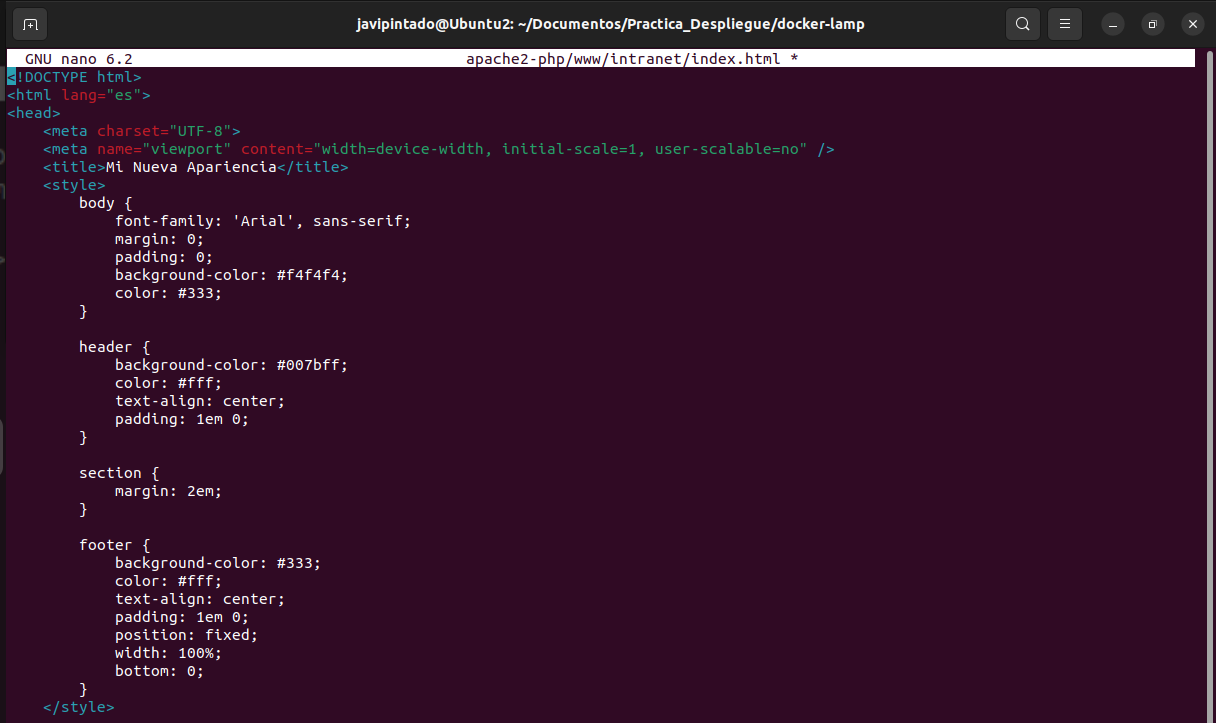 javipintado@Ubuntu2: ~/Documentos/Practica_Despliegue/docker-lamp
GNU nano 6.2 apache2-php/www/intranet/index.html *
<!DOCTYPE html>
<html lang="es">
<head>
    <meta charset="UTF-8">
    <meta name="viewport" content="width=device-width, initial-scale=1, user-scalable=no" />
    <title>Mi Nueva Apariencia</title>
    <style>
        body {
            font-family: 'Arial', sans-serif;
            margin: 0;
            padding: 0;
            background-color: #f4f4f4;
            color: #333;
        }

        header {
            background-color: #007bff;
            color: #fff;
            text-align: center;
            padding: 1em 0;
        }

        section {
            margin: 2em;
        }

        footer {
            background-color: #333;
            color: #fff;
            text-align: center;
            padding: 1em 0;
            position: fixed;
            width: 100%;
            bottom: 0;
        }
    </style>